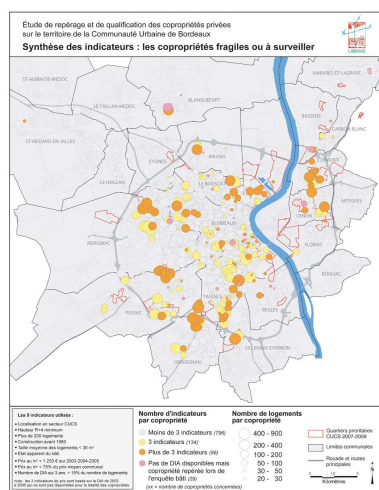 Étude de repérage et de qualification des copropriétés privées
sur le territoire de la Communauté Urbaine de Bordeaux
Synthèse des indicateurs : les copropriétés fragiles ou à surveiller
URBANIS
ST-AUBIN-DE-MEDOC
LE TAILLAN-MEDOC
BLANQUEFORT
AMBARES-ET-LAGRAVE
BASSENS
CARBON-BLANC
ST-MEDARD-EN-JALLES
EYSINES
BRUGES
LORMONT
LE HAILLAN
LE BOUSCAT
ARTIGUES
BORDEAUX
CENON
MERIGNAC
FLOIRAC
BOULIAC
TALENCE
PESSAC
BEGLES
VILLENAVE-D'ORNON
GRADIGNAN
Les 9 indicateurs utilisés :
• Localisation en secteur CUCS
• Hauteur R+4 minimum
• Plus de 200 logements
• Construction avant 1980
• Taille moyenne des logements < 35 m²
• État apparent du bâti
• Prix au m² < 1 250 € sur 2003-2004-2005
• Prix au m² < 75% du prix moyen communal
• Nombre de DIA sur 3 ans > 15% du nombre de logements
Nombre d'indicateurs
par copropriété
Moins de 3 indicateurs (796)
3 indicateurs (134)
Plus de 3 indicateurs (96)
Pas de DIA disponibles mais
copropriété repérée lors de
l'enquête bâti (29)
(xx = nombre de copropriétés concernées)
Nombre de logements
par copropriété
400 - 900
200 - 400
100 - 200
50 - 100
30 - 50
20 - 30
Quartiers prioritaires
CUCS 2007-2009
Limites communales
Rocade et routes
principales
Kilomètres